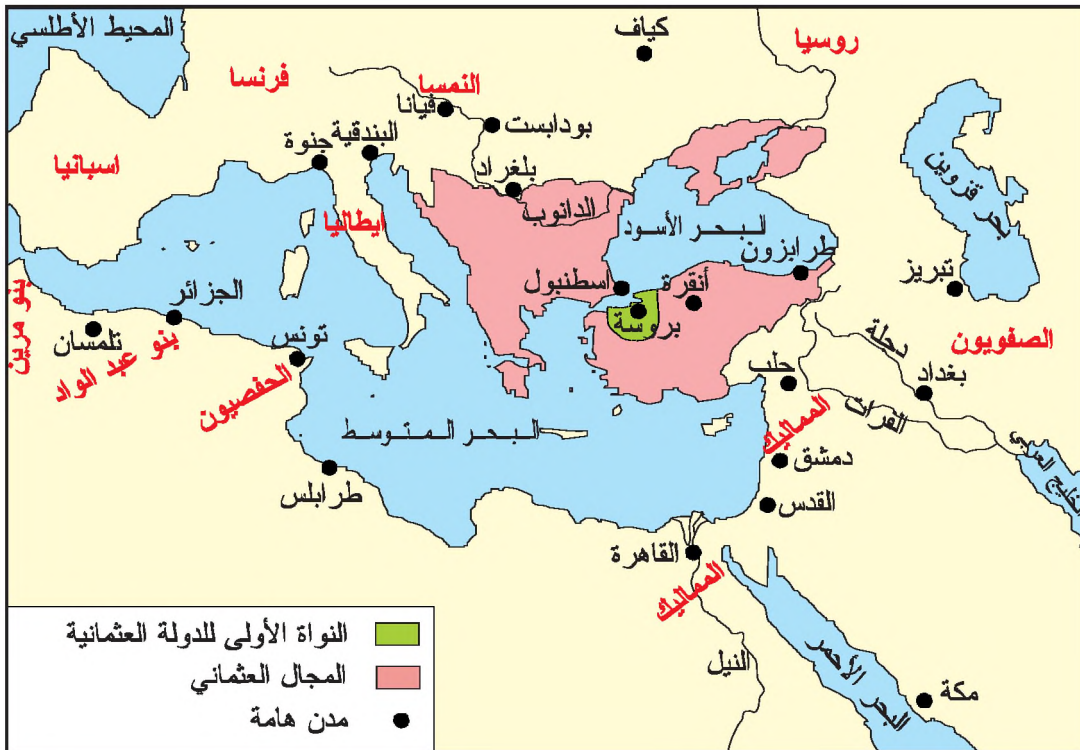 المحيط الأطلسي
كياف
روسيا
فرنسا
النمسا
فيانا
بودابست
البندقية
جنوة
بلغراد
الدانوب
اسبانيا
ايطاليا
بحر قزوين
البحر الأسود
طرابزون
تبريز
اسطنبول
أنقرة
بروسة
الجزائر
بنو مرين
تلمسان
بنو عبد الواد
تونس
الحفصيون
الصفويون
دجلة
بغداد
حلب
الفرات
المماليك
البحر المتوسط
دمشق
الخليج العربي
طرابلس
القدس
القاهرة
المماليك
النيل
البحر الأحمر
مكة
النواة الأولى للدولة العثمانية
المجال العثماني
مدن هامة